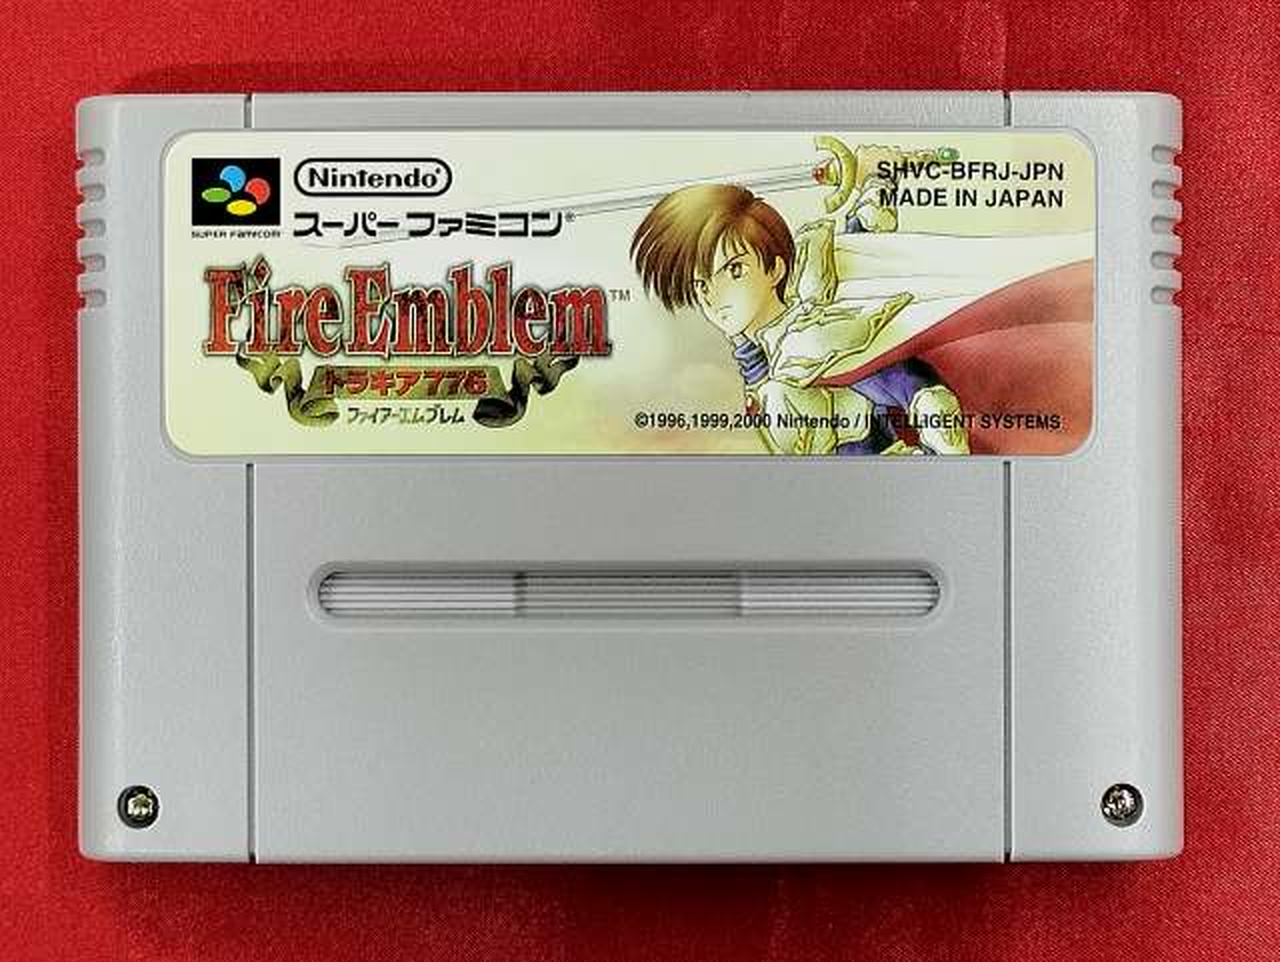 Nintendo®
SUPER FAMICOM
スーパーファミコン®
SHVC-BFRJ-JPN
MADE IN JAPAN
Fire Emblem™
トラキア776
ファイアーエムブレム
©1996,1999,2000 Nintendo / INTELLIGENT SYSTEMS